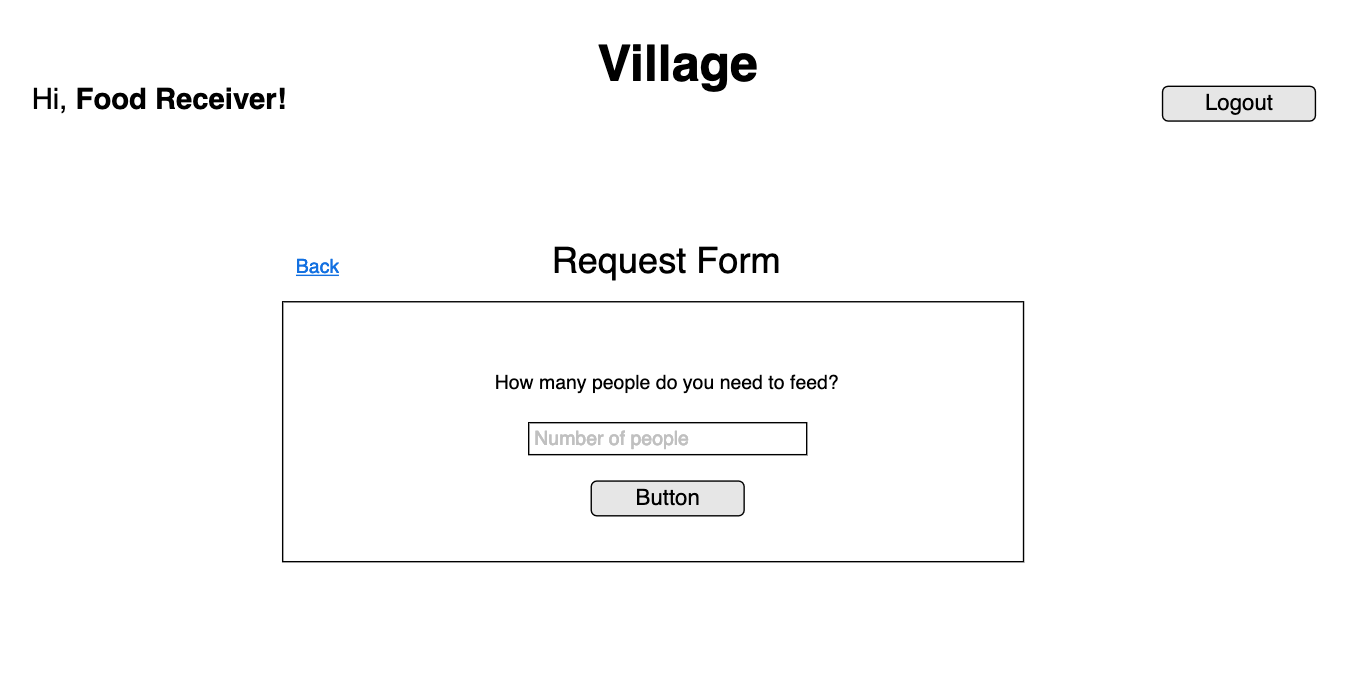 Village
Hi, Food Receiver!
Logout
Back
Request Form
How many people do you need to feed?
Number of people
Button